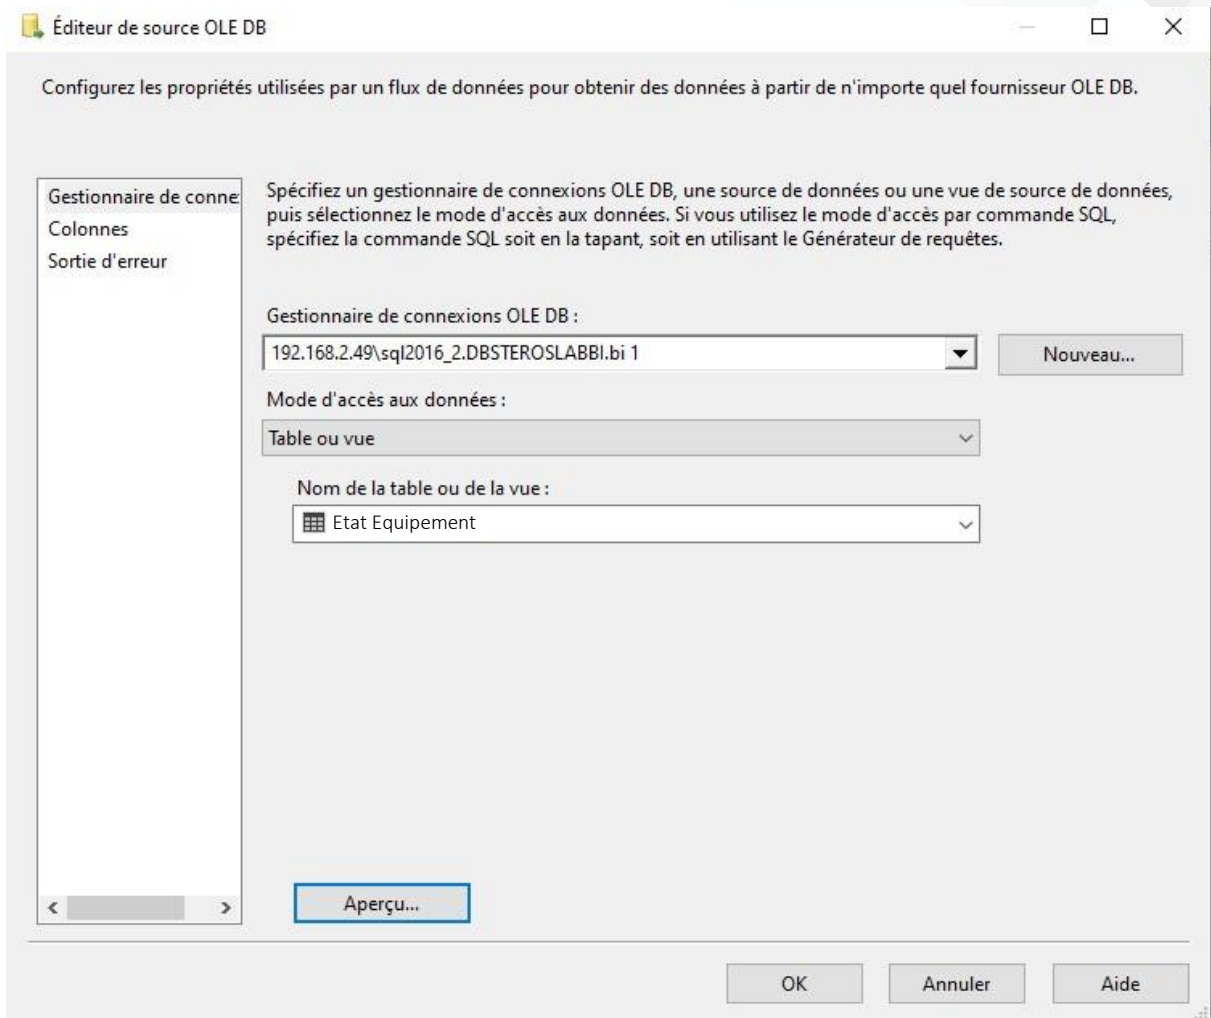 Éditeur de source OLE DB
Configurez les propriétés utilisées par un flux de données pour obtenir des données à partir de n'importe quel fournisseur OLE DB.
Gestionnaire de conne
Colonnes
Sortie d'erreur
Spécifiez un gestionnaire de connexions OLE DB, une source de données ou une vue de source de données,
puis sélectionnez le mode d'accès aux données. Si vous utilisez le mode d'accès par commande SQL,
spécifiez la commande SQL soit en la tapant, soit en utilisant le Générateur de requêtes.
Gestionnaire de connexions OLE DB :
192.168.2.49\sql2016_2.DBSTEROSLABBI.bi 1
Nouveau...
Mode d'accès aux données :
Table ou vue
Nom de la table ou de la vue :
Etat Equipement
Aperçu...
OK
Annuler
Aide